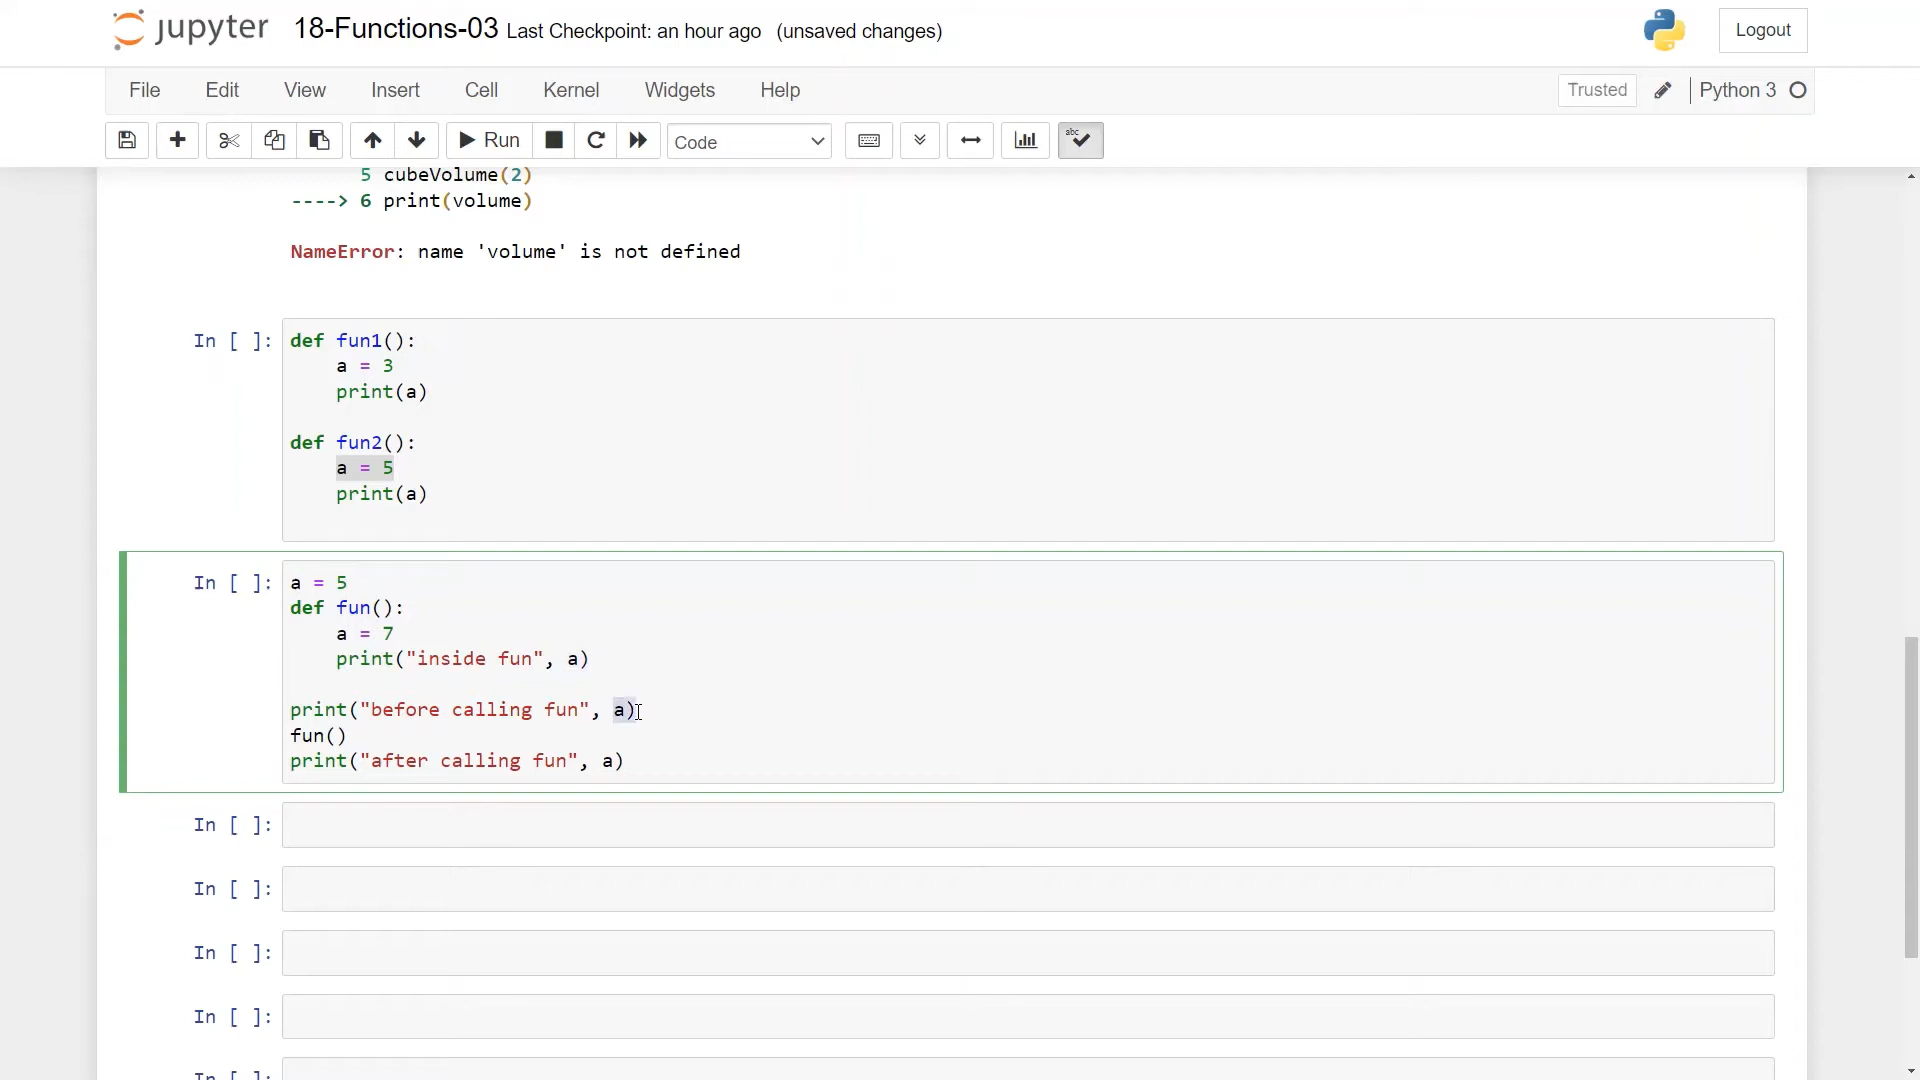 jupyter 18-Functions-03 Last Checkpoint: an hour ago (unsaved changes) Logout
File Edit View Insert Cell Kernel Widgets Help Trusted Python 3
Run Code abc
5 cubeVolume(2)
----> 6 print(volume)
NameError: name 'volume' is not defined
In [ ]: def fun1():
a = 3
print(a)
def fun2():
a = 5
print(a)
In [ ]: a = 5
def fun():
a = 7
print("inside fun", a)
print("before calling fun", a)
fun()
print("after calling fun", a)
In [ ]:
In [ ]:
In [ ]:
In [ ]:
In [ ]: